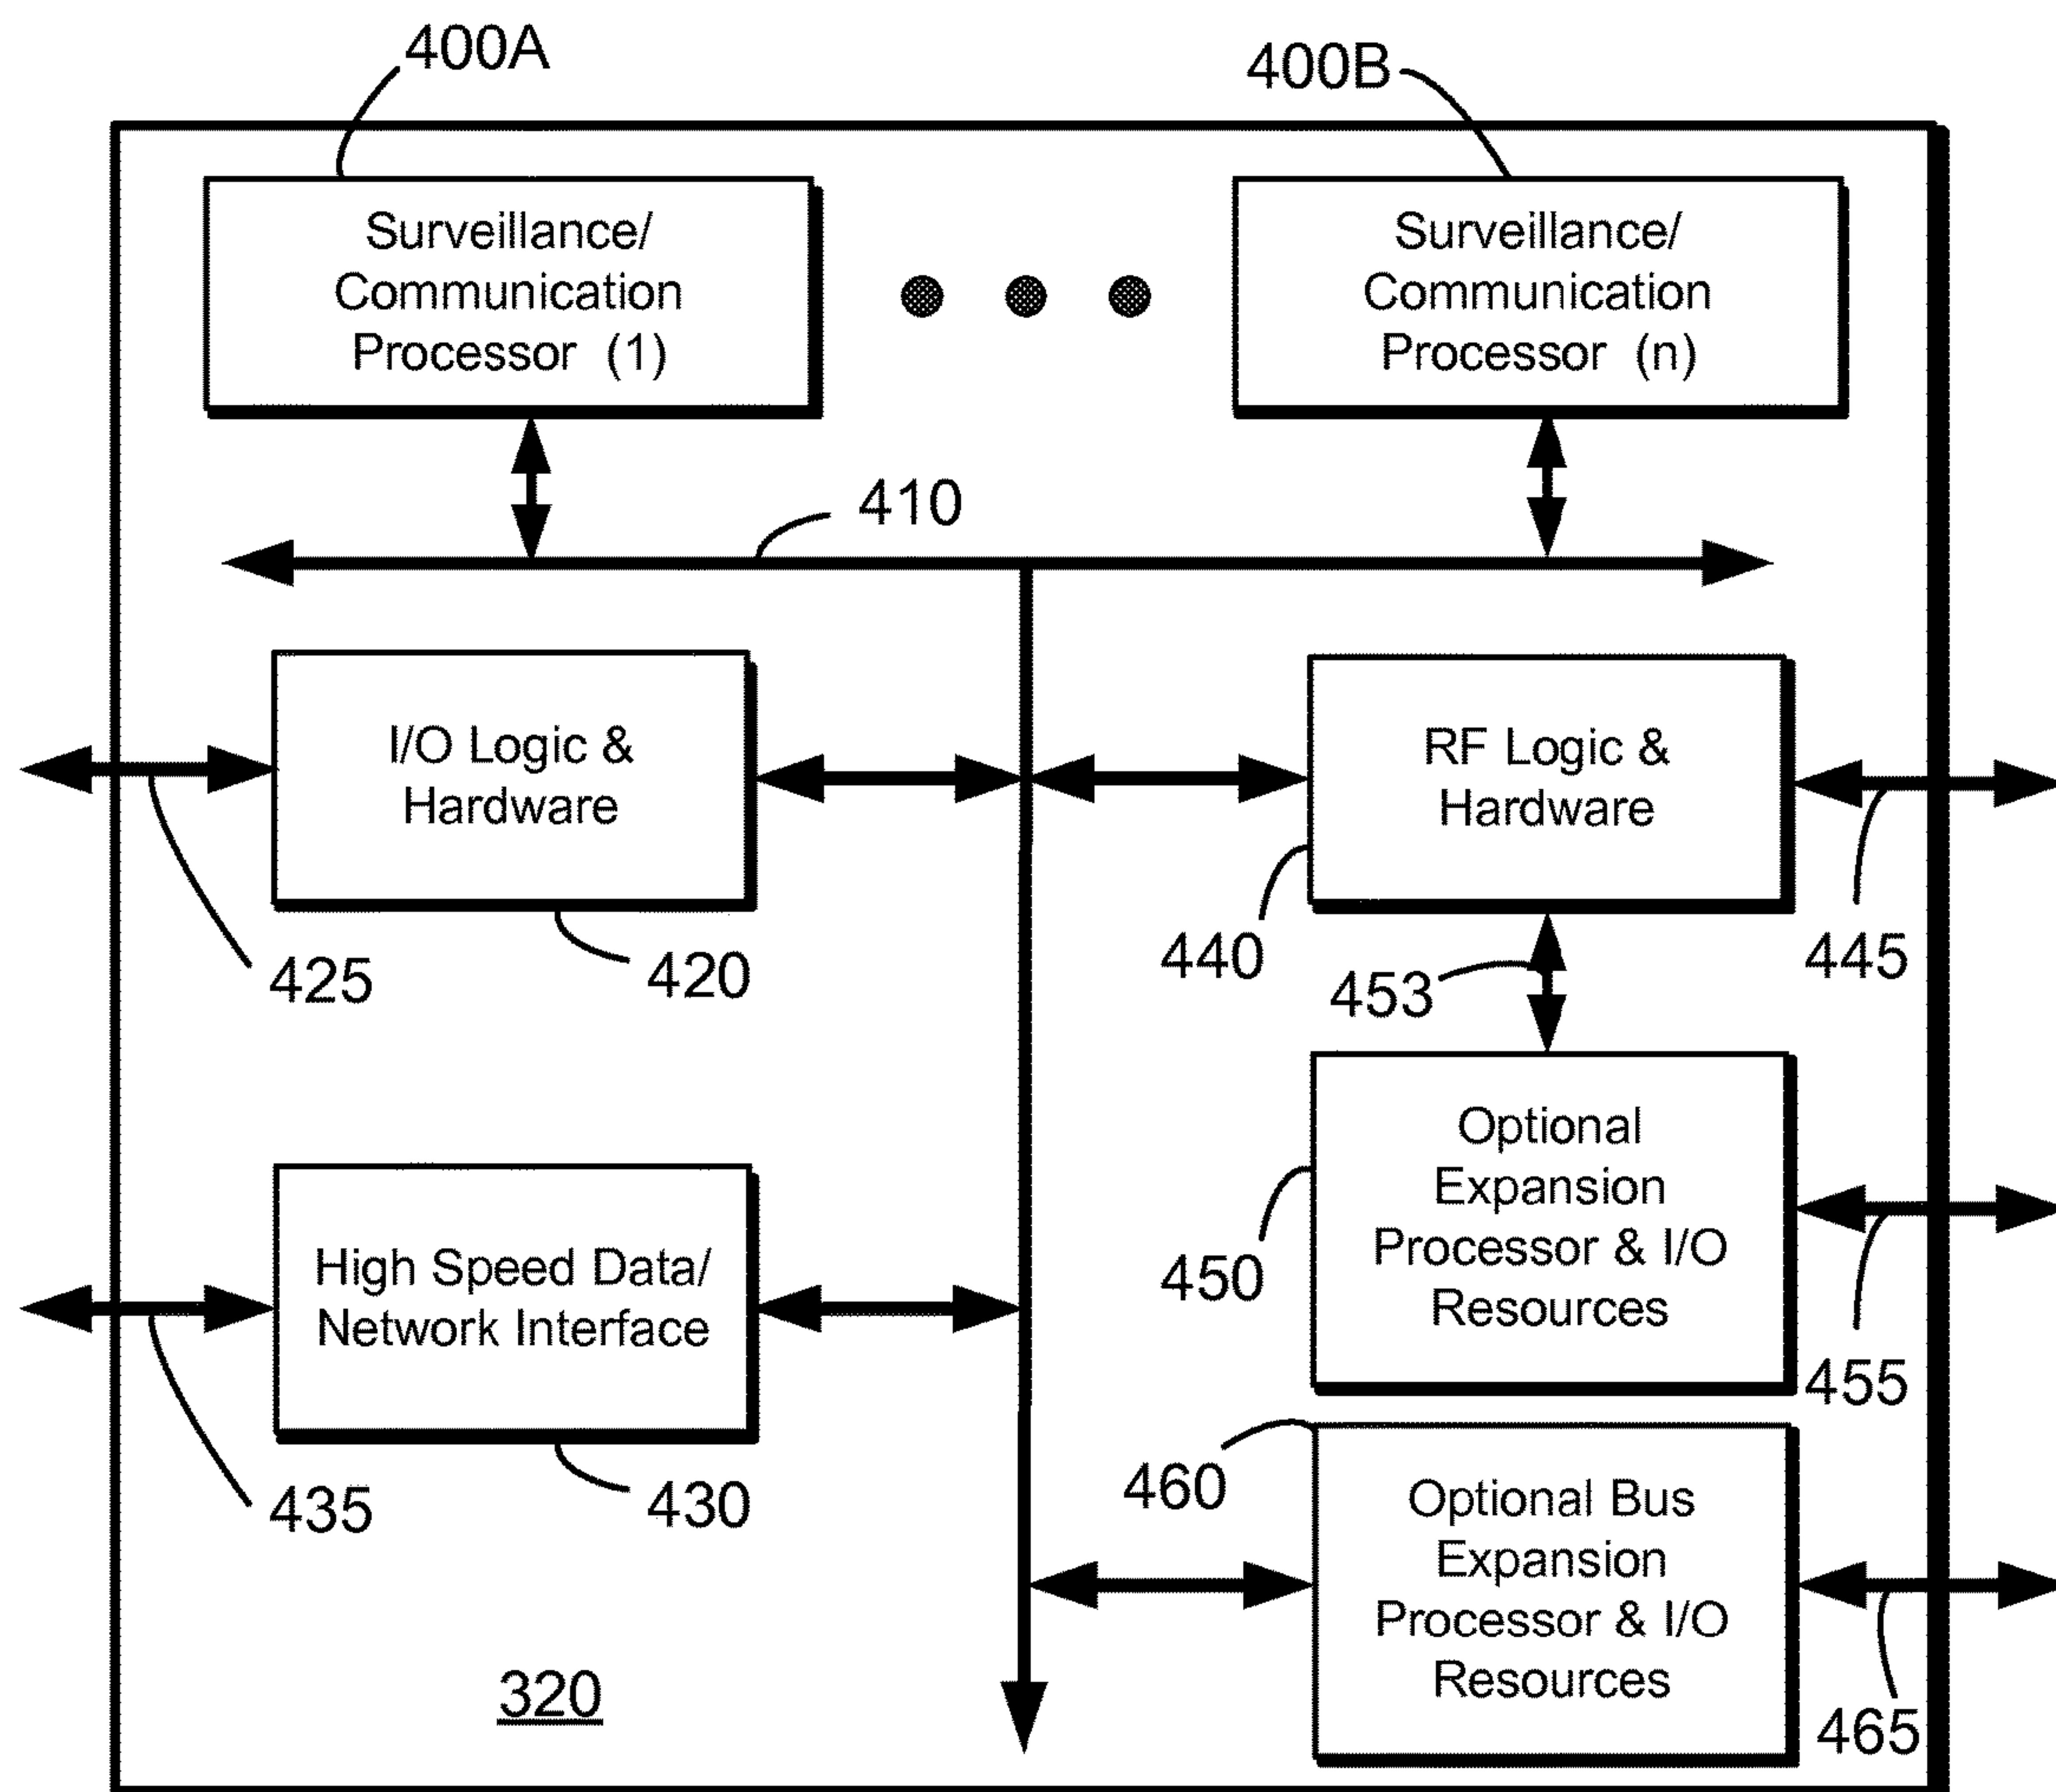 400A
400B
Surveillance/
Communication
Processor (1)
Surveillance/
Communication
Processor (n)
410
I/O Logic &
Hardware
RF Logic &
Hardware
425
420
440
453
445
Optional
Expansion
Processor & I/O
Resources
450
455
High Speed Data/
Network Interface
435
430
460
Optional Bus
Expansion
Processor & I/O
Resources
465
320